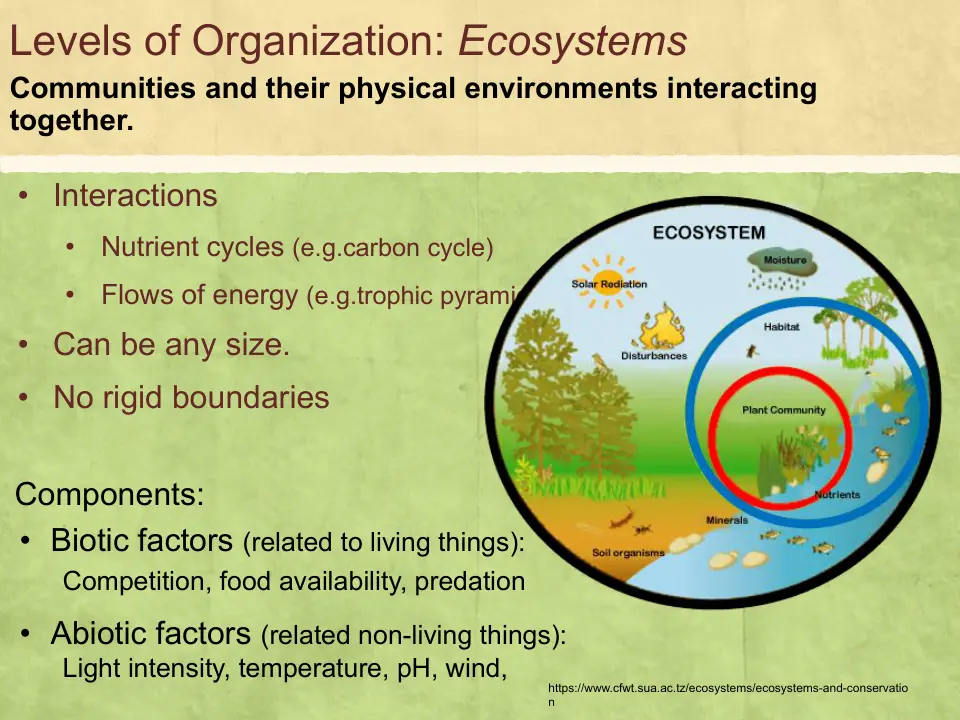 Levels of Organization: Ecosystems
Communities and their physical environments interacting
together.
• Interactions
• Nutrient cycles (e.g.carbon cycle)
• Flows of energy (e.g.trophic pyrami
• Can be any size.
• No rigid boundaries
Components:
• Biotic factors (related to living things):
Competition, food availability, predation
• Abiotic factors (related non-living things):
Light intensity, temperature, pH, wind,
ECOSYSTEM
Moisture
Solar Rediation
Habitat
Disturbances
Plant Community
Nutrients
Minerals
Soil organisms
https://www.cfwt.sua.ac.tz/ecosystems/ecosystems-and-conservatio
n